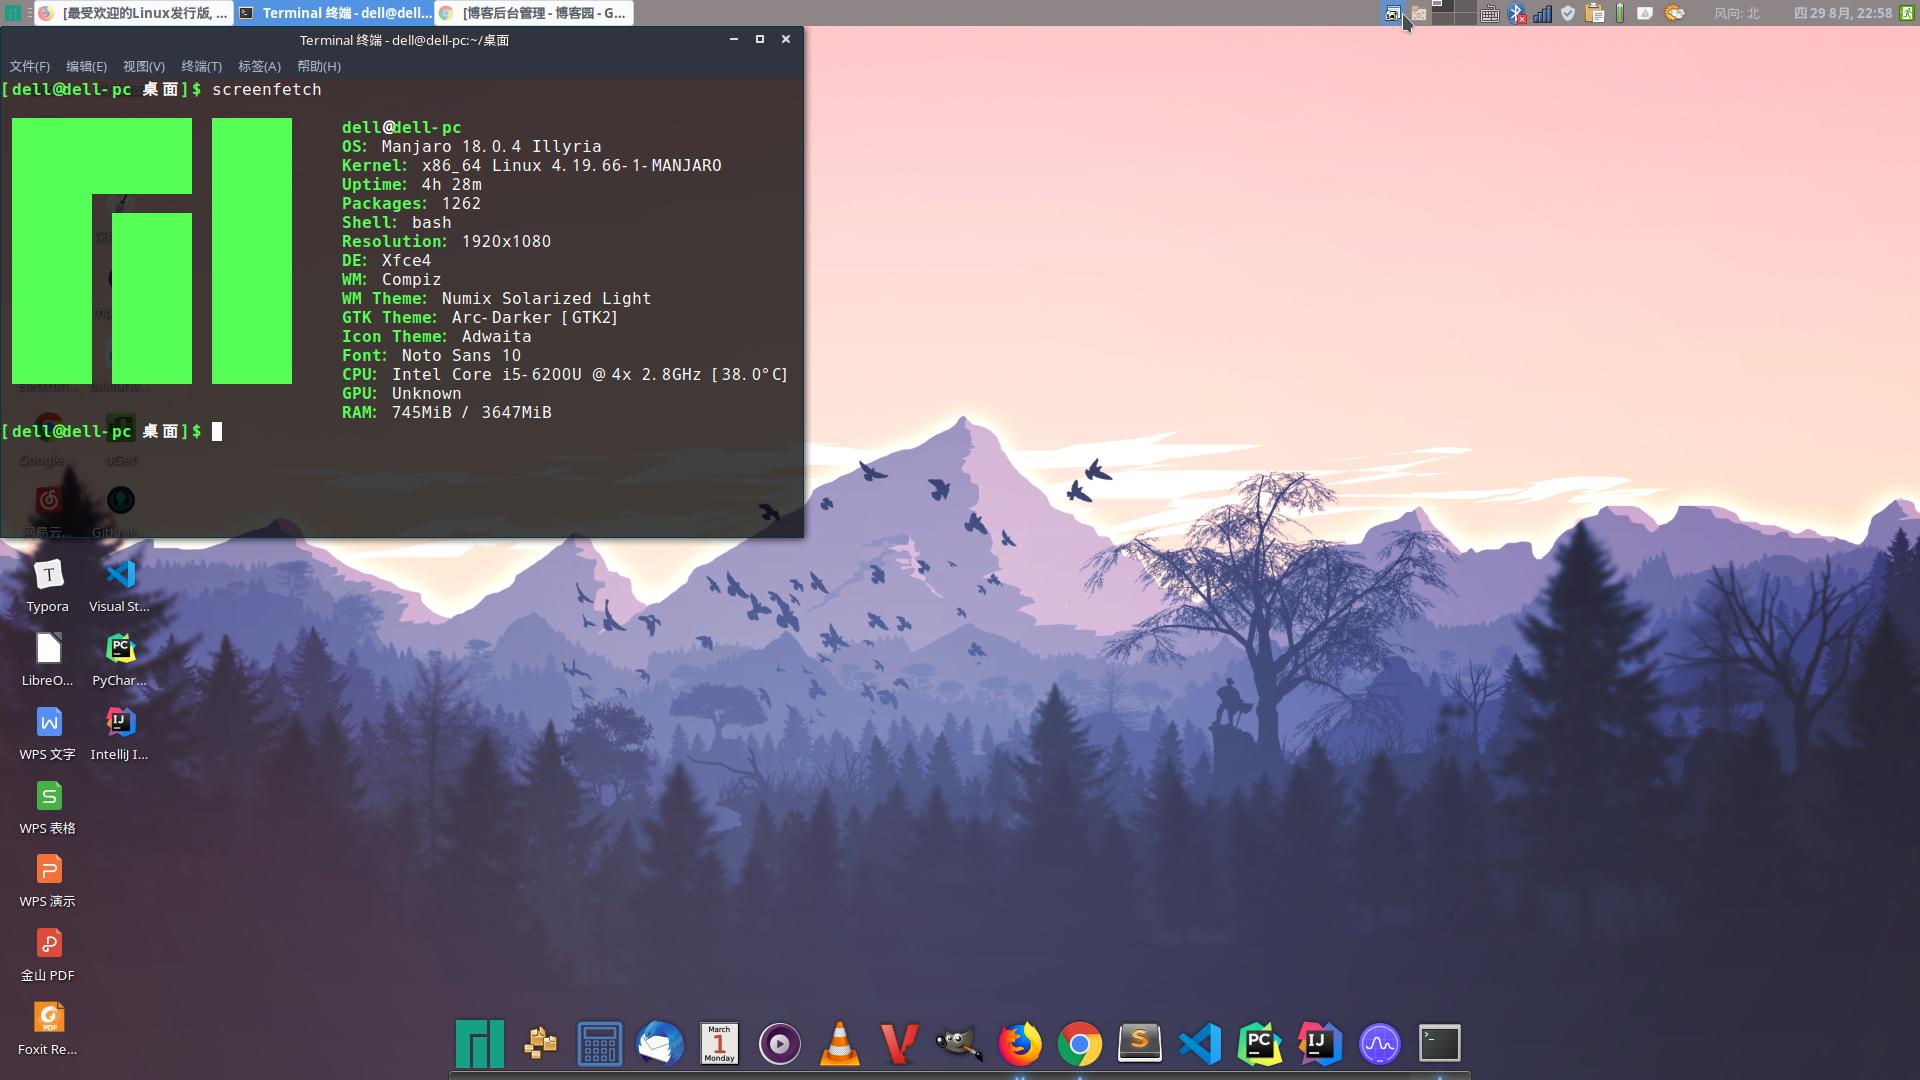 [最受欢迎的Linux发行版, ...
Terminal 终端 - dell@dell...
[博客后台管理 - 博客园 - G...
风向: 北
四 29 8月, 22:58
Terminal 终端 - dell@dell-pc:~/桌面
文件(F) 编辑(E) 视图(V) 终端(T) 标签(A) 帮助(H)
[dell@dell-pc 桌面]$ screenfetch
dell@dell-pc
OS: Manjaro 18.0.4 Illyria
Kernel: x86_64 Linux 4.19.66-1-MANJARO
Uptime: 4h 28m
Packages: 1262
Shell: bash
Resolution: 1920x1080
DE: Xfce4
WM: Compiz
WM Theme: Numix Solarized Light
GTK Theme: Arc-Darker [GTK2]
Icon Theme: Adwaita
Font: Noto Sans 10
CPU: Intel Core i5-6200U @ 4x 2.8GHz [38.0°C]
GPU: Unknown
RAM: 745MiB / 3647MiB
[dell@dell-pc 桌面]$
Google... uGet
网易云... GitKrak...
Typora Visual St...
LibreO... PyChar...
WPS 文字 IntelliJ I...
WPS 表格
WPS 演示
金山 PDF
Foxit Re...
March
1
Monday